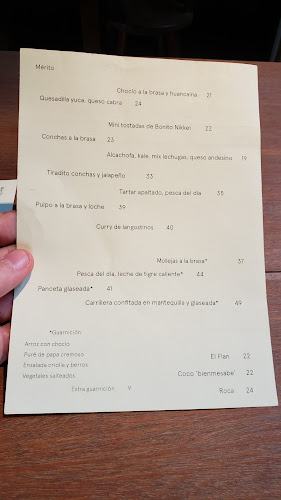 Mérito
Choclo a la brasa y huancaina 21
Quesadilla yuca, queso cabra 24
Mini tostadas de Bonito Nikkei 22
Conchas a la brasa 23
Alcachofa, kale, mix lechugas, queso andesino 19
Tiradito conchas y jalapeño 33
Tartar apaltado, pesca del día 35
Pulpo a la brasa y loche 39
Curry de langostinos 40
Mollejas a la brasa* 37
Pesca del día, leche de tigre caliente* 44
Panceta glaseada* 41
Carrillera confitada en mantequilla y glaseada* 49
*Guarnición
Arroz con choclo
Puré de papa cremoso
Ensalada criolla y berros
Vegetales salteados
Extra guarnición 9
El Flan 22
Coco 'bienmesabe' 22
Roca 24